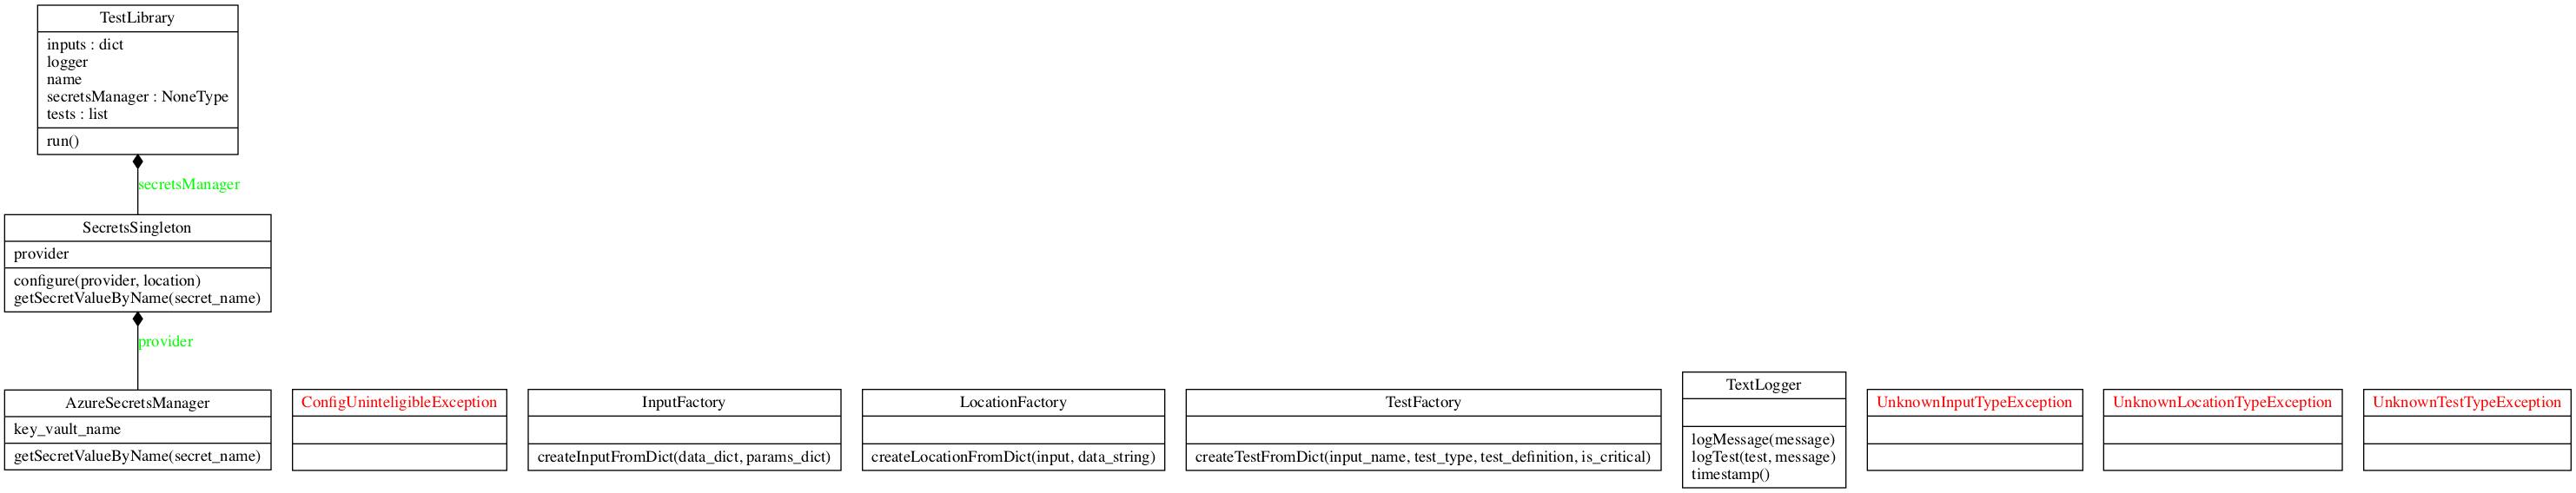 TestLibrary
inputs : dict
logger
name
secretsManager : NoneType
tests : list
run()
secretsManager
SecretsSingleton
provider
configure(provider, location)
getSecretValueByName(secret_name)
provider
AzureSecretsManager
key_vault_name
getSecretValueByName(secret_name)
ConfigUninteligibleException
InputFactory
createInputFromDict(data_dict, params_dict)
LocationFactory
createLocationFromDict(input, data_string)
TestFactory
createTestFromDict(input_name, test_type, test_definition, is_critical)
TextLogger
logMessage(message)
logTest(test, message)
timestamp()
UnknownInputTypeException
UnknownLocationTypeException
UnknownTestTypeException